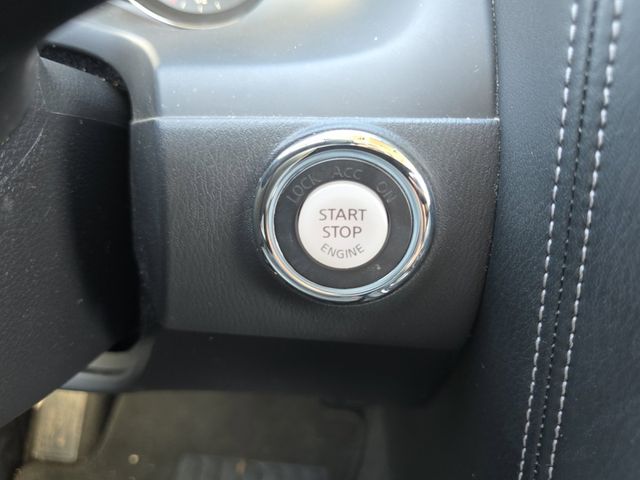 LOCK ACC ON
START
STOP
ENGINE